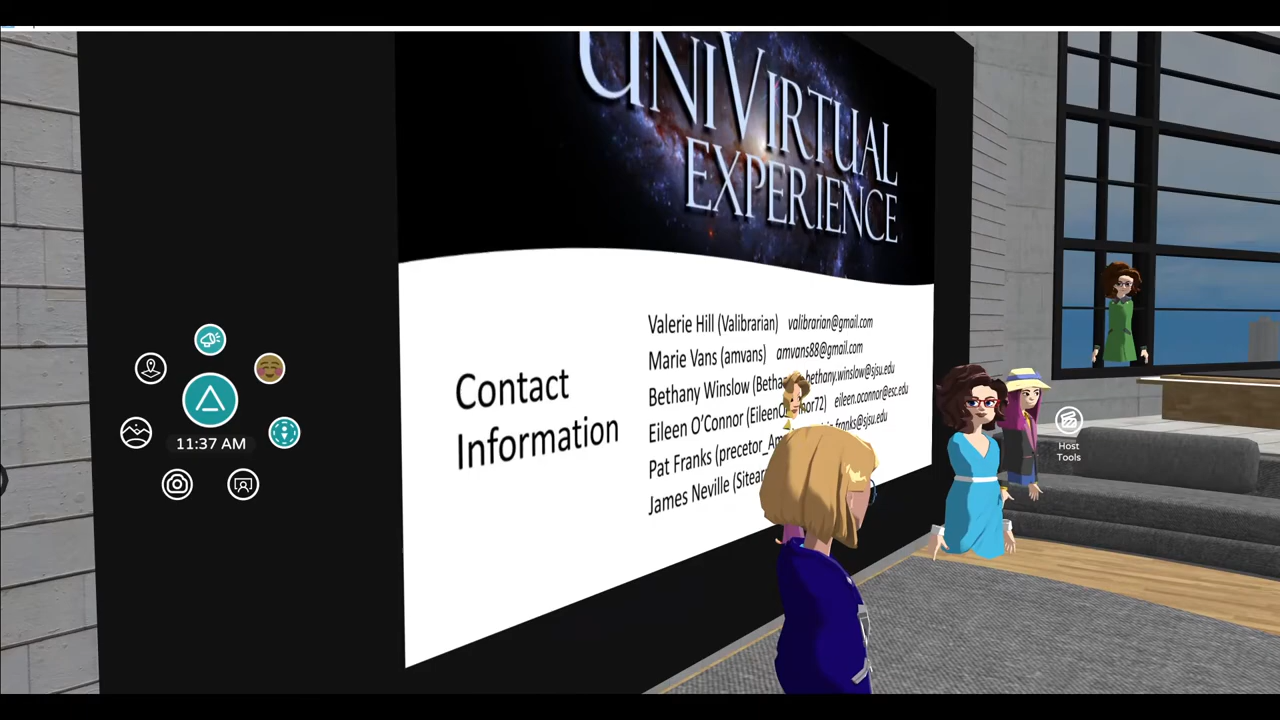 UNIVIRTUAL
EXPERIENCE
Contact
Information
Valerie Hill (Valibrarian) valibrarian@gmail.com
Marie Vans (amvans) amvans88@gmail.com
Bethany Winslow bethany.winslow@sjsu.edu
Eileen O'Connor eileen.oconnor@esc.edu
Pat Franks
James Neville
11:37 AM
Host
Tools